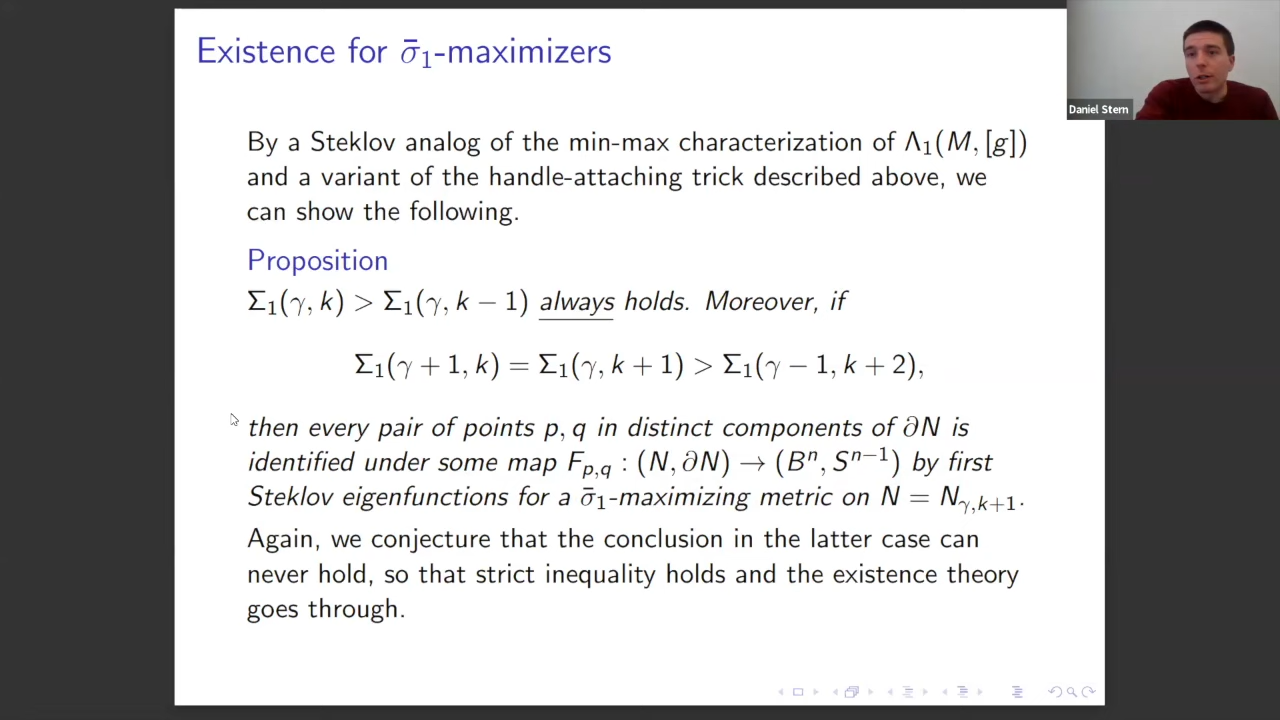 Existence for σ̄₁-maximizers
Daniel Stern
By a Steklov analog of the min-max characterization of Λ₁(M, [g])
and a variant of the handle-attaching trick described above, we
can show the following.
Proposition
Σ₁(γ, k) > Σ₁(γ, k − 1) always holds. Moreover, if
Σ₁(γ + 1, k) = Σ₁(γ, k + 1) > Σ₁(γ − 1, k + 2),
then every pair of points p, q in distinct components of ∂N is
identified under some map F_{p,q} : (N, ∂N) → (Bⁿ, Sⁿ⁻¹) by first
Steklov eigenfunctions for a σ̄₁-maximizing metric on N = N_{γ,k+1}.
Again, we conjecture that the conclusion in the latter case can
never hold, so that strict inequality holds and the existence theory
goes through.